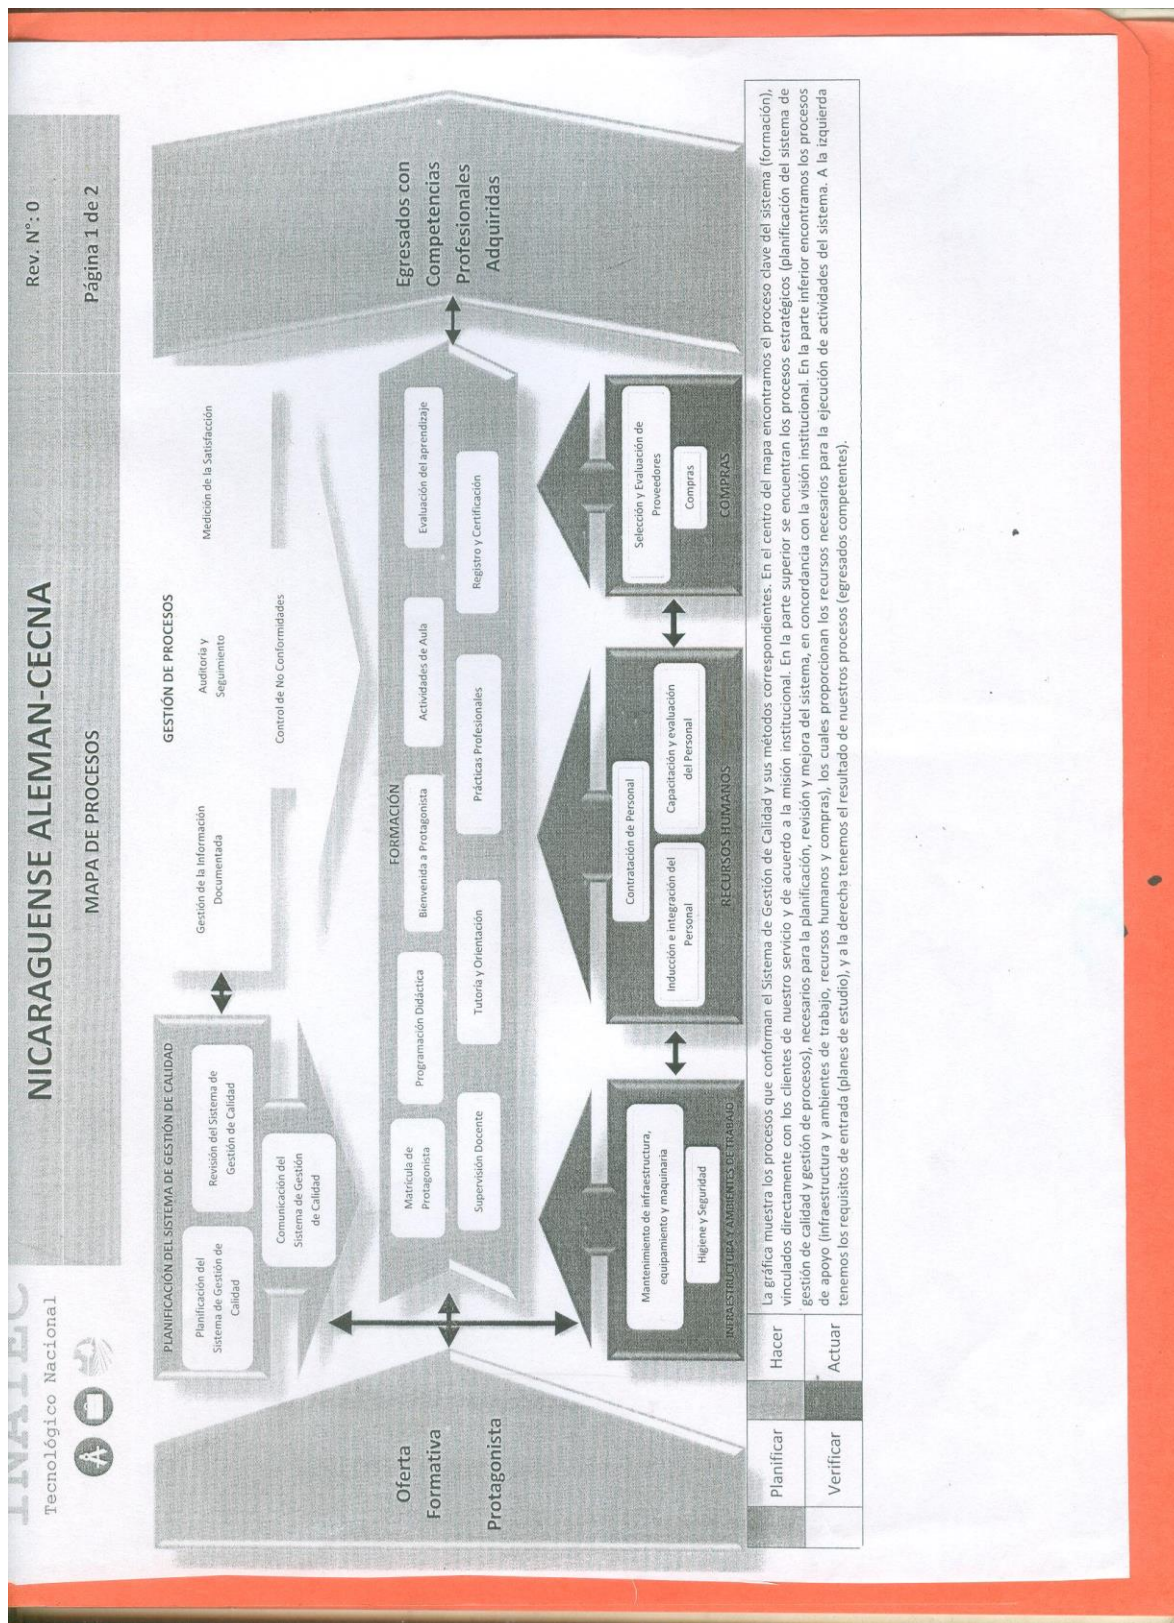 Tecnológico Nacional
NICARAGUENSE ALEMAN-CECNA
Rev. N°: 0
MAPA DE PROCESOS
Página 1 de 2
PLANIFICACIÓN DEL SISTEMA DE GESTIÓN DE CALIDAD
Planificación del
Sistema de Gestión de
Calidad
Revisión del Sistema de
Gestión de Calidad
Comunicación del
Sistema de Gestión
de Calidad
GESTIÓN DE PROCESOS
Gestión de la Información
Documentada
Auditoria y
Seguimiento
Medición de la Satisfacción
Control de No Conformidades
Oferta
Formativa
Protagonista
FORMACIÓN
Matrícula de
Protagonista
Programación Didáctica
Bienvenida a Protagonista
Actividades de Aula
Evaluación del aprendizaje
Supervisión Docente
Tutoría y Orientación
Prácticas Profesionales
Registro y Certificación
Egresados con
Competencias
Profesionales
Adquiridas
Mantenimiento de infraestructura,
equipamiento y maquinaria
Higiene y Seguridad
INFRAESTRUCTURA Y AMBIENTES DE TRABAJO
Contratación de Personal
Inducción e integración del
Personal
Capacitación y evaluación
del Personal
RECURSOS HUMANOS
Selección y Evaluación de
Proveedores
Compras
COMPRAS
Planificar
Hacer
Verificar
Actuar
La gráfica muestra los procesos que conforman el Sistema de Gestión de Calidad y sus métodos correspondientes. En el centro del mapa encontramos el proceso clave del sistema (formación),
vinculados directamente con los clientes de nuestro servicio y de acuerdo a la misión institucional. En la parte superior se encuentran los procesos estratégicos (planificación del sistema de
gestión de calidad y gestión de procesos), necesarios para la planificación, revisión y mejora del sistema, en concordancia con la visión institucional. En la parte inferior encontramos los procesos
de apoyo (infraestructura y ambientes de trabajo, recursos humanos y compras), los cuales proporcionan los recursos necesarios para la ejecución de actividades del sistema. A la izquierda
tenemos los requisitos de entrada (planes de estudio), y a la derecha tenemos el resultado de nuestros procesos (egresados competentes).